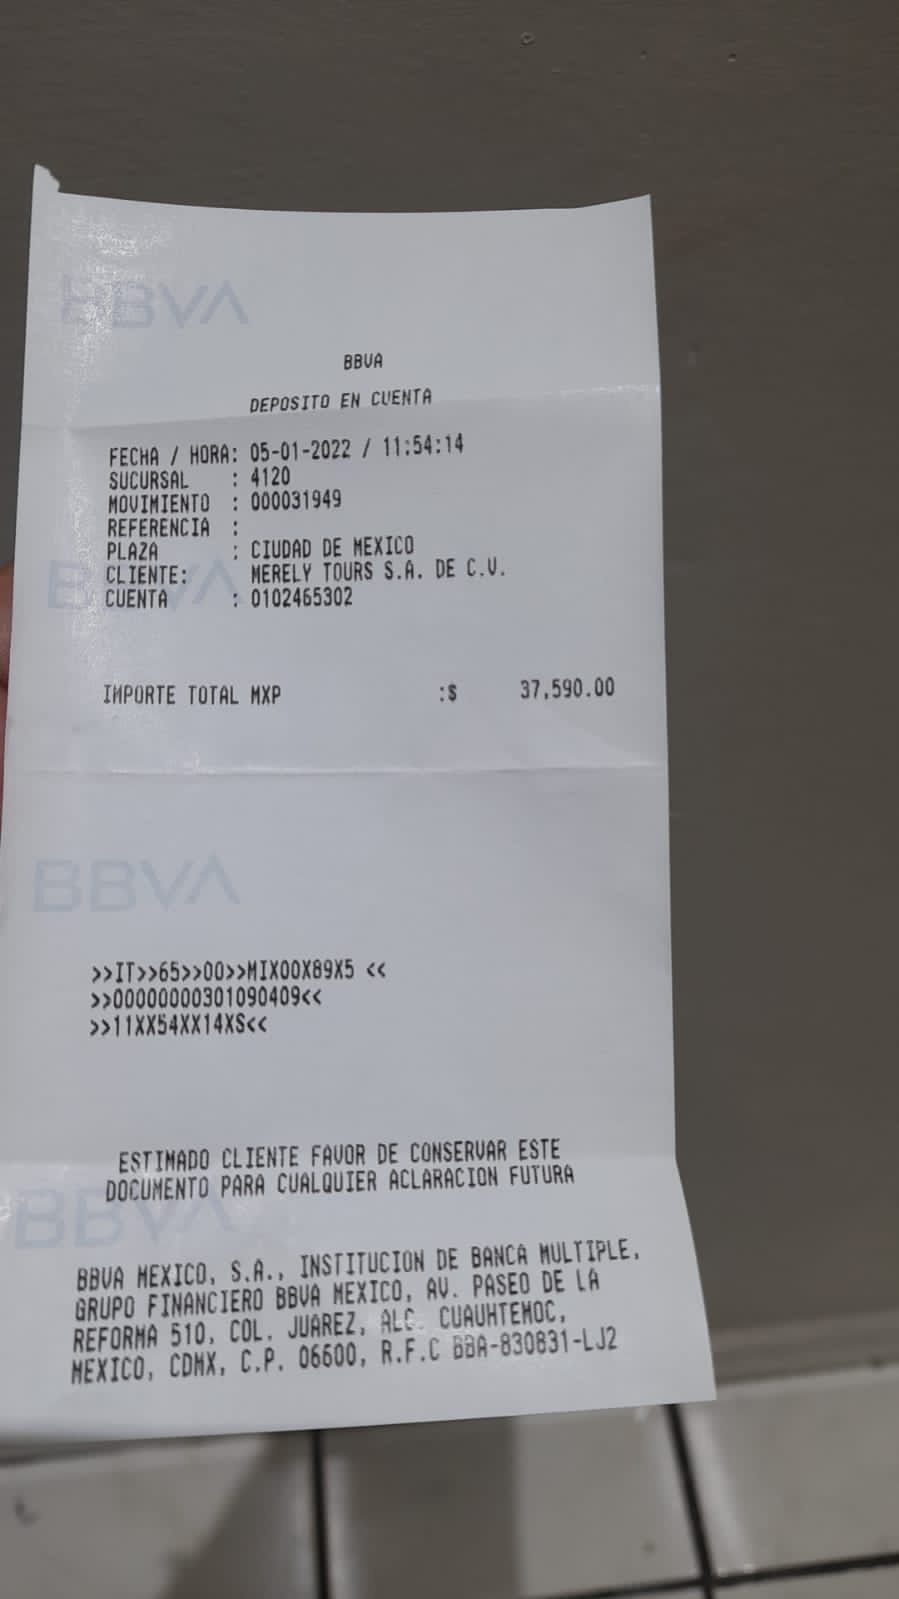 BBVA
BBVA
DEPOSITO EN CUENTA
FECHA / HORA: 05-01-2022 / 11:54:14
SUCURSAL : 4120
MOVIMIENTO : 000031949
REFERENCIA :
PLAZA : CIUDAD DE MEXICO
BBVA
CLIENTE: MERELY TOURS S.A. DE C.V.
CUENTA : 0102465302
IMPORTE TOTAL MXP :$ 37,590.00
BBVA
>>IT>>65>>00>>MIX00X89X5 <<
>>00000000301090409<<
>>11XX54XX14XS<<
ESTIMADO CLIENTE FAVOR DE CONSERVAR ESTE
DOCUMENTO PARA CUALQUIER ACLARACION FUTURA
BBVA
BBVA MEXICO, S.A., INSTITUCION DE BANCA MULTIPLE,
GRUPO FINANCIERO BBVA MEXICO, AV. PASEO DE LA
REFORMA 510, COL. JUAREZ, ALC. CUAUHTEMOC,
MEXICO, CDMX, C.P. 06600, R.F.C BBA-830831-LJ2